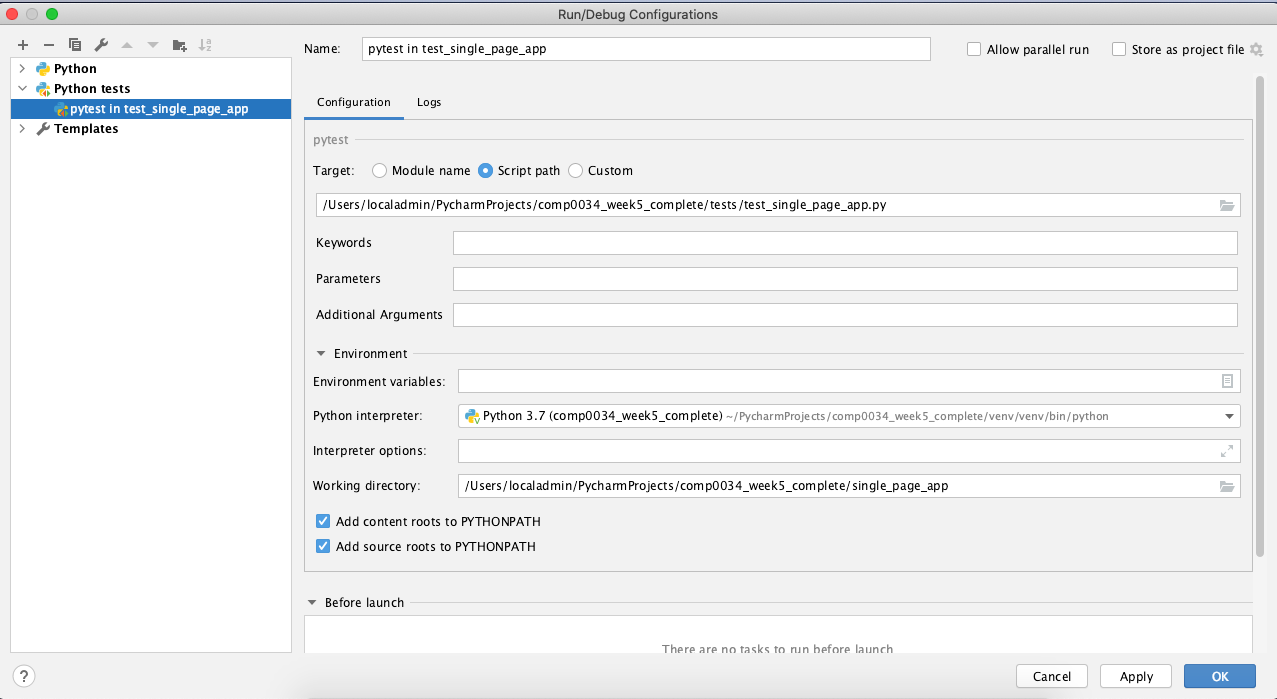 Run/Debug Configurations
Name: pytest in test_single_page_app Allow parallel run Store as project file
Python
Python tests
pytest in test_single_page_app
Templates
Configuration Logs
pytest
Target: Module name Script path Custom
/Users/localadmin/PycharmProjects/comp0034_week5_complete/tests/test_single_page_app.py
Keywords
Parameters
Additional Arguments
Environment
Environment variables:
Python interpreter: Python 3.7 (comp0034_week5_complete) ~/PycharmProjects/comp0034_week5_complete/venv/venv/bin/python
Interpreter options:
Working directory: /Users/localadmin/PycharmProjects/comp0034_week5_complete/single_page_app
Add content roots to PYTHONPATH
Add source roots to PYTHONPATH
Before launch
There are no tasks to run before launch
? Cancel Apply OK